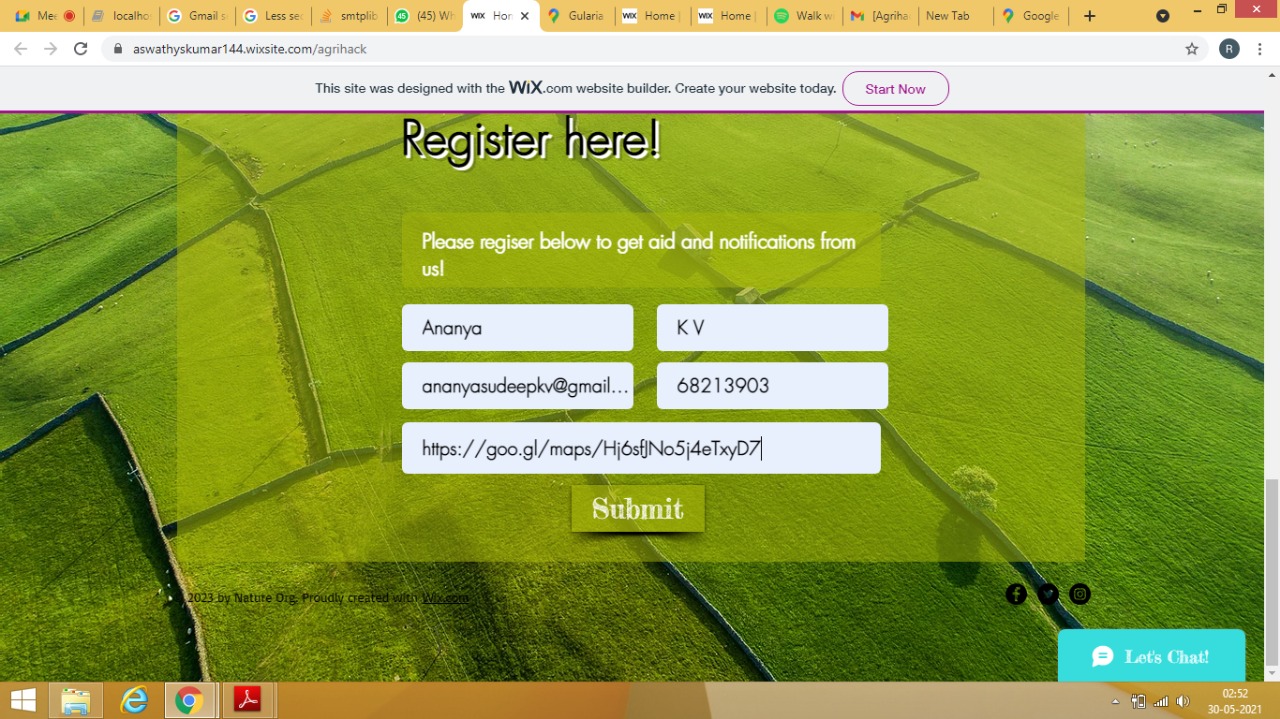 Mee
localho
Gmail s
Less sec
smtplib
(45) Wh
WiX Hon
Gularia
WiX Home |
WiX Home |
Walk w
[Agriha
New Tab
Google
aswathyskumar144.wixsite.com/agrihack
R
This site was designed with the WiX.com website builder. Create your website today.
Start Now
Register here!
Please regiser below to get aid and notifications from
us!
Ananya
K V
ananyasudeepkv@gmail...
68213903
https://goo.gl/maps/Hj6sfJNo5j4eTxyD7
Submit
2023 by Nature Org. Proudly created with Wix.com
Let's Chat!
02:52
30-05-2021